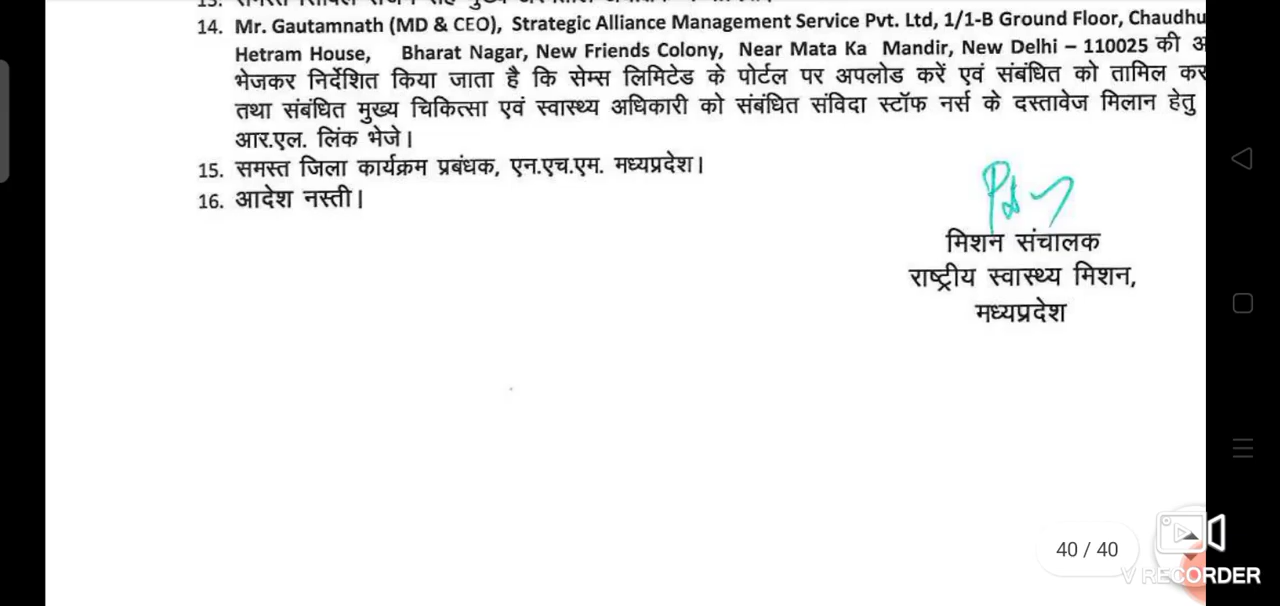 14. Mr. Gautamnath (MD & CEO), Strategic Alliance Management Service Pvt. Ltd, 1/1-B Ground Floor, Chaudhu
Hetram House, Bharat Nagar, New Friends Colony, Near Mata Ka Mandir, New Delhi – 110025 की
भेजकर निर्देशित किया जाता है कि सेम्स लिमिटेड के पोर्टल पर अपलोड करें एवं संबंधित को तामिल कर
तथा संबंधित मुख्य चिकित्सा एवं स्वास्थ्य अधिकारी को संबंधित संविदा स्टॉफ नर्स के दस्तावेज मिलान हेतु
आर.एल. लिंक भेजे।
15. समस्त जिला कार्यक्रम प्रबंधक, एन.एच.एम. मध्यप्रदेश।
16. आदेश नस्ती।
मिशन संचालक
राष्ट्रीय स्वास्थ्य मिशन,
मध्यप्रदेश
40 / 40
V RECORDER